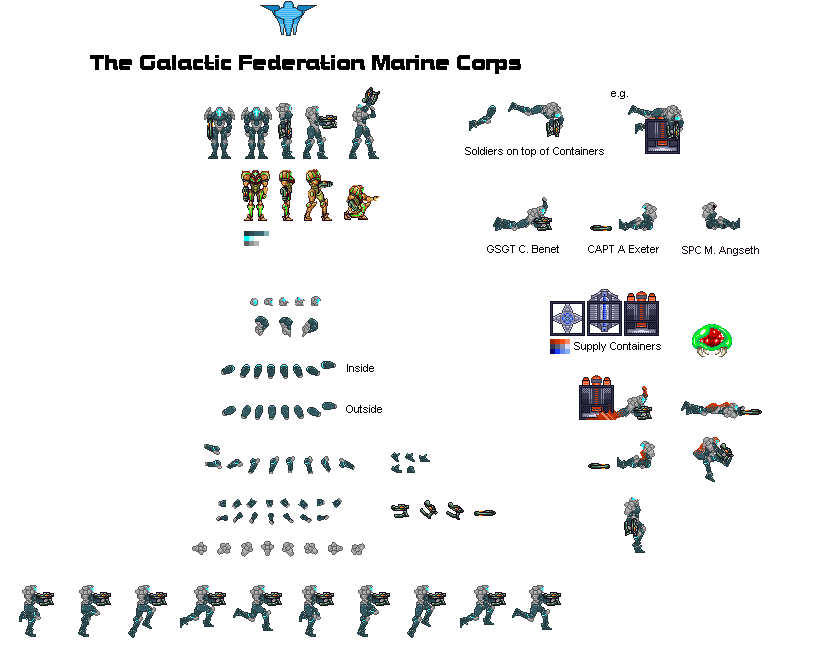 The Galactic Federation Marine Corps
e.g.
Soldiers on top of Containers
GSGT C. Benet
CAPT A Exeter
SPC M. Angseth
Supply Containers
Inside
Outside